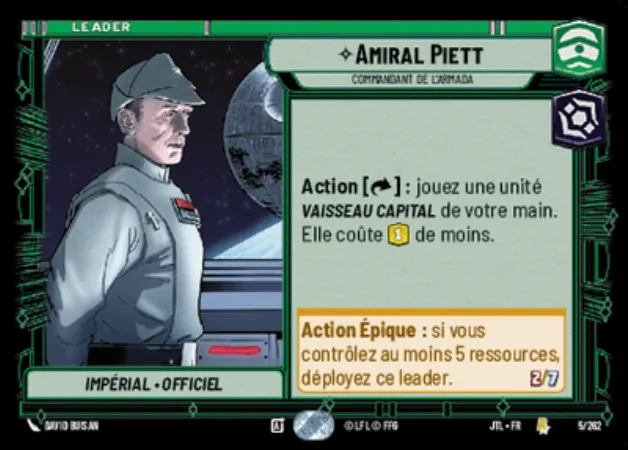 LEADER
AMIRAL PIETT
COMMANDANT DE L'ARMADA
Action [ ] : jouez une unité
VAISSEAU CAPITAL de votre main.
Elle coûte 1 de moins.
Action Épique : si vous
contrôlez au moins 5 ressources,
déployez ce leader. 2/7
IMPÉRIAL • OFFICIEL
DAVID BUISAN
A
© LFL © FFG
JTL • FR
5/262